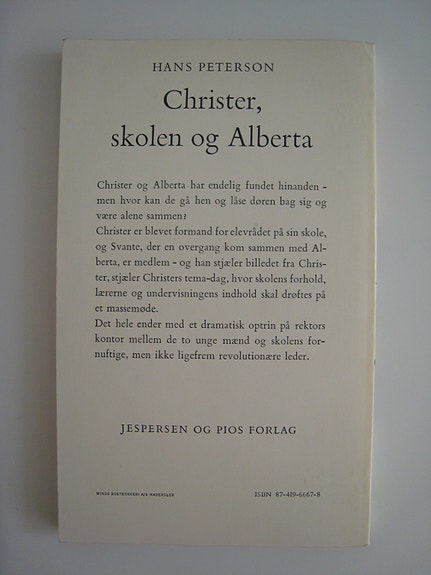 HANS PETERSON
Christer,
skolen og Alberta
Christer og Alberta har endelig fundet hinanden –
men hvor kan de gå hen og låse døren bag sig og
være alene sammen?
Christer er blevet formand for elevrådet på sin skole,
og Svante, der en overgang kom sammen med Al-
berta, er medlem – og han stjæler billedet fra Chris-
ter, stjæler Christers tema-dag, hvor skolens forhold,
lærerne og undervisningens indhold skal drøftes på
et massemøde.
Det hele ender med et dramatisk optrin på rektors
kontor mellem de to unge mænd og skolens for-
nuftige, men ikke ligefrem revolutionære leder.
JESPERSEN OG PIOS FORLAG
WINDS BOGTRYKKERI A/S HADERSLEV
ISBN 87-419-6667-8